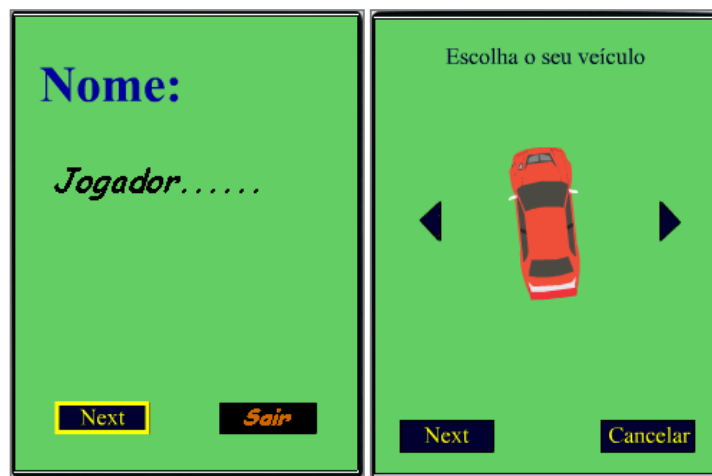 Nome:
Jogador......
Next
Sair
Escolha o seu veículo
Next
Cancelar